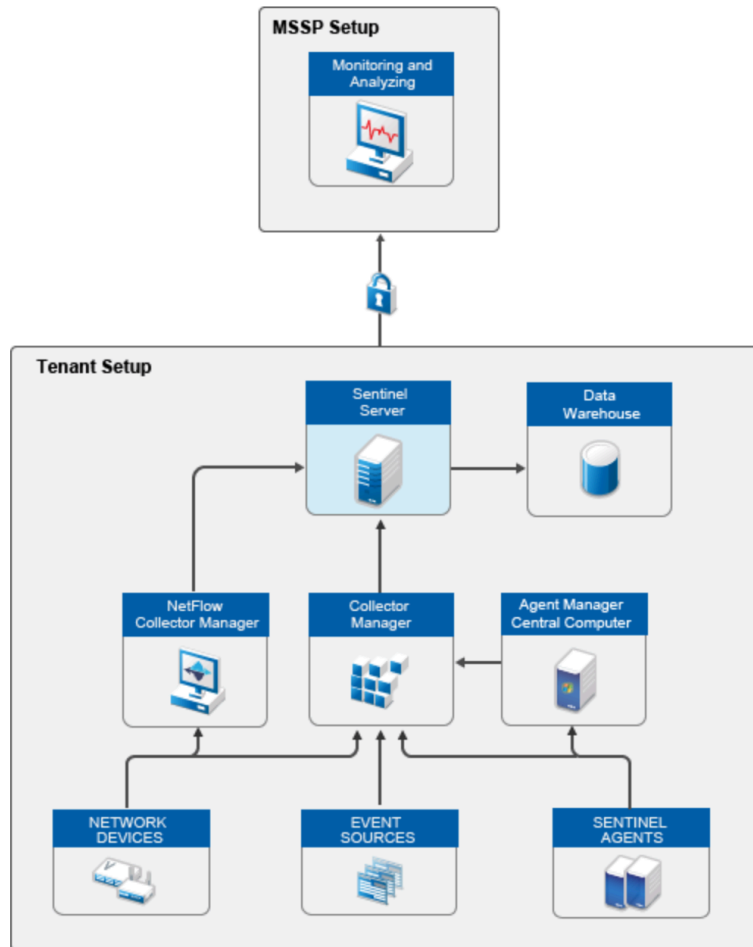 MSSP Setup
Monitoring and
Analyzing
Tenant Setup
Sentinel
Server
Data
Warehouse
NetFlow
Collector Manager
Collector
Manager
Agent Manager
Central Computer
NETWORK
DEVICES
EVENT
SOURCES
SENTINEL
AGENTS